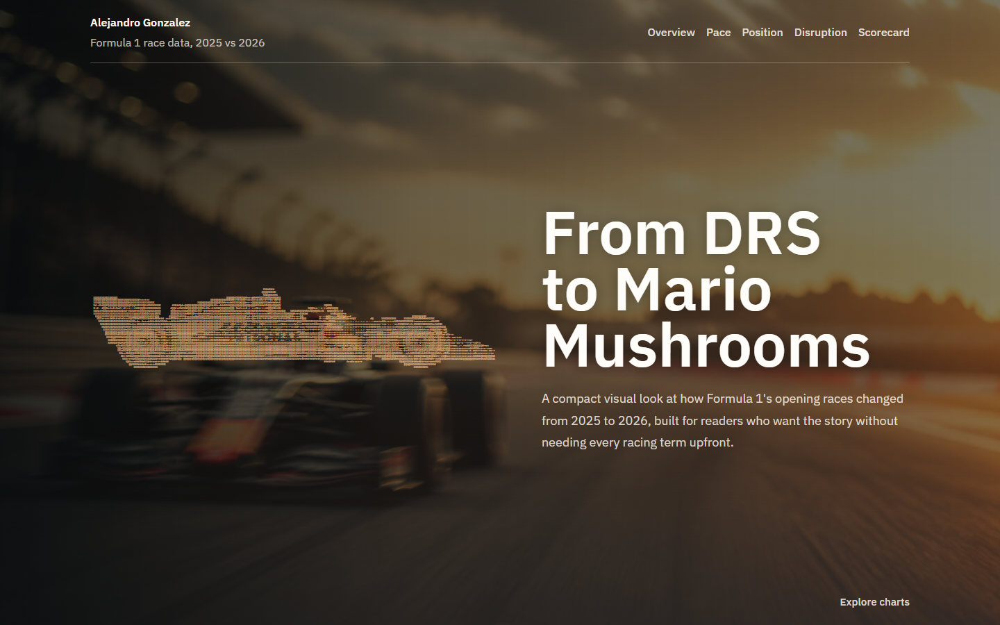 Alejandro Gonzalez
Formula 1 race data, 2025 vs 2026
Overview Pace Position Disruption Scorecard
From DRS
to Mario
Mushrooms
A compact visual look at how Formula 1's opening races changed
from 2025 to 2026, built for readers who want the story without
needing every racing term upfront.
Explore charts